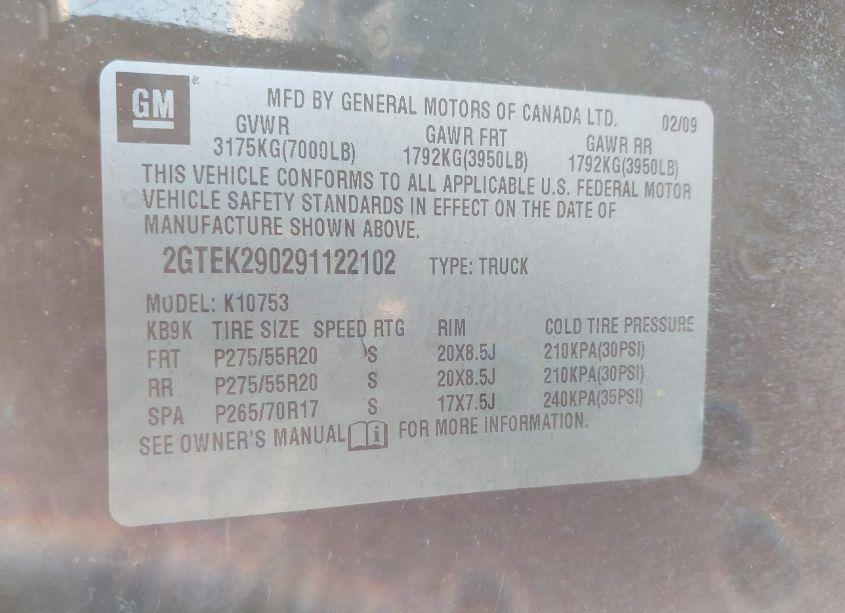 GM®
MFD BY GENERAL MOTORS OF CANADA LTD. 02/09
GVWR GAWR FRT GAWR RR
3175KG(7000LB) 1792KG(3950LB) 1792KG(3950LB)
THIS VEHICLE CONFORMS TO ALL APPLICABLE U.S. FEDERAL MOTOR
VEHICLE SAFETY STANDARDS IN EFFECT ON THE DATE OF
MANUFACTURE SHOWN ABOVE.
2GTEK290291122102 TYPE: TRUCK
MODEL: K10753
KB9K TIRE SIZE SPEED RTG RIM COLD TIRE PRESSURE
FRT P275/55R20 S 20X8.5J 210KPA(30PSI)
RR P275/55R20 S 20X8.5J 210KPA(30PSI)
SPA P265/70R17 S 17X7.5J 240KPA(35PSI)
SEE OWNER'S MANUAL i FOR MORE INFORMATION.